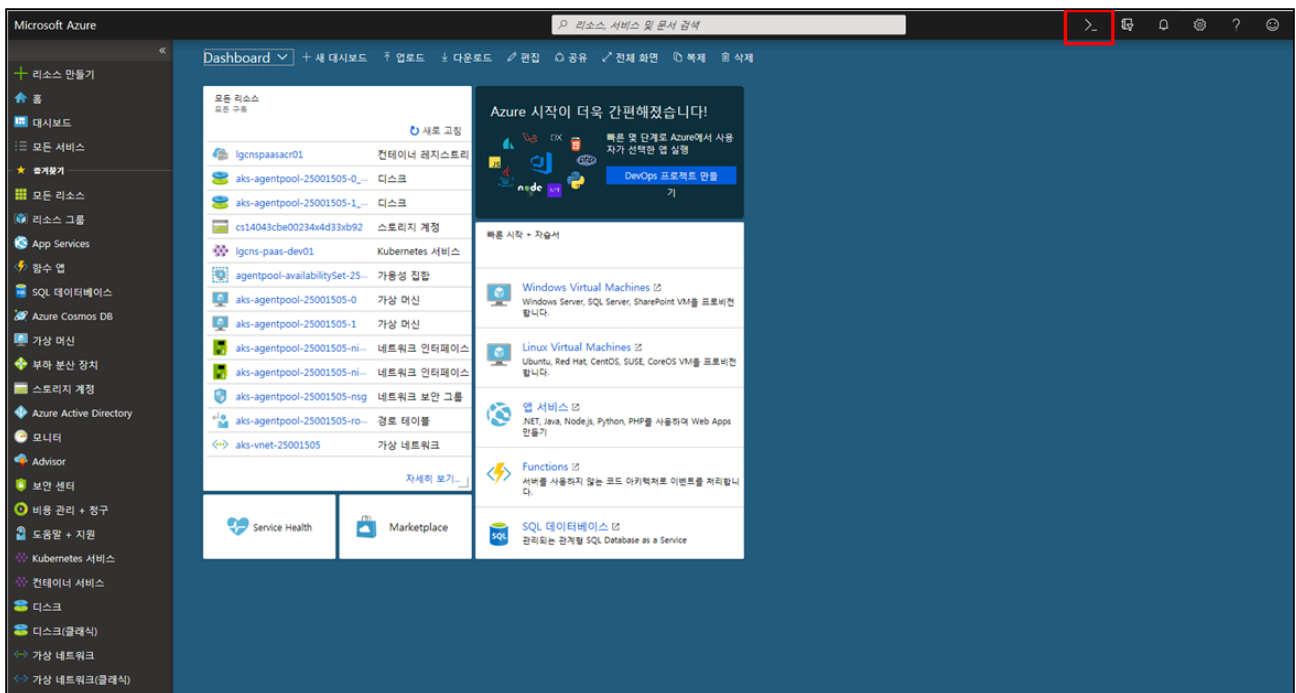 Microsoft Azure
리소스, 서비스 및 문서 검색
>_
?
«
리소스 만들기
홈
대시보드
모든 서비스
즐겨찾기
모든 리소스
리소스 그룹
App Services
함수 앱
SQL 데이터베이스
Azure Cosmos DB
가상 머신
부하 분산 장치
스토리지 계정
Azure Active Directory
모니터
Advisor
보안 센터
비용 관리 + 청구
도움말 + 지원
Kubernetes 서비스
컨테이너 서비스
디스크
디스크(클래식)
가상 네트워크
가상 네트워크(클래식)
Dashboard + 새 대시보드 업로드 다운로드 편집 공유 전체 화면 복제 삭제
모든 리소스
모든 구독
새로 고침
lgcnspaasacr01 컨테이너 레지스트리
aks-agentpool-25001505-0_... 디스크
aks-agentpool-25001505-1_... 디스크
cs14043cbe00234x4d33xb92 스토리지 계정
lgcns-paas-dev01 Kubernetes 서비스
agentpool-availabilitySet-25... 가용성 집합
aks-agentpool-25001505-0 가상 머신
aks-agentpool-25001505-1 가상 머신
aks-agentpool-25001505-ni... 네트워크 인터페이스
aks-agentpool-25001505-ni... 네트워크 인터페이스
aks-agentpool-25001505-nsg 네트워크 보안 그룹
aks-agentpool-25001505-ro... 경로 테이블
aks-vnet-25001505 가상 네트워크
자세히 보기...
Service Health
Marketplace
Azure 시작이 더욱 간편해졌습니다!
빠른 몇 단계로 Azure에서 사용
자가 선택한 앱 실행
DevOps 프로젝트 만들
기
JS
node
php
빠른 시작 + 자습서
Windows Virtual Machines
Windows Server, SQL Server, SharePoint VM을 프로비전
합니다.
Linux Virtual Machines
Ubuntu, Red Hat, CentOS, SUSE, CoreOS VM을 프로비전
합니다.
앱 서비스
.NET, Java, Node.js, Python, PHP를 사용하여 Web Apps
만들기
Functions
서버를 사용하지 않는 코드 아키텍처로 이벤트를 처리합니
다.
SQL
SQL 데이터베이스
관리되는 관계형 SQL Database as a Service